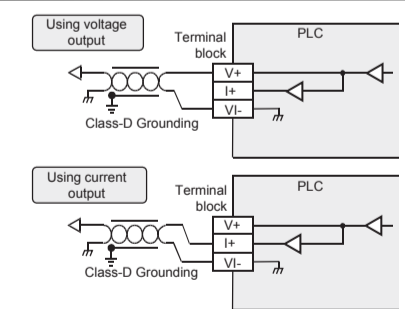 Using voltage
output
Terminal
block
PLC
V+
I+
VI-
Class-D Grounding
Using current
output
Terminal
block
PLC
V+
I+
VI-
Class-D Grounding